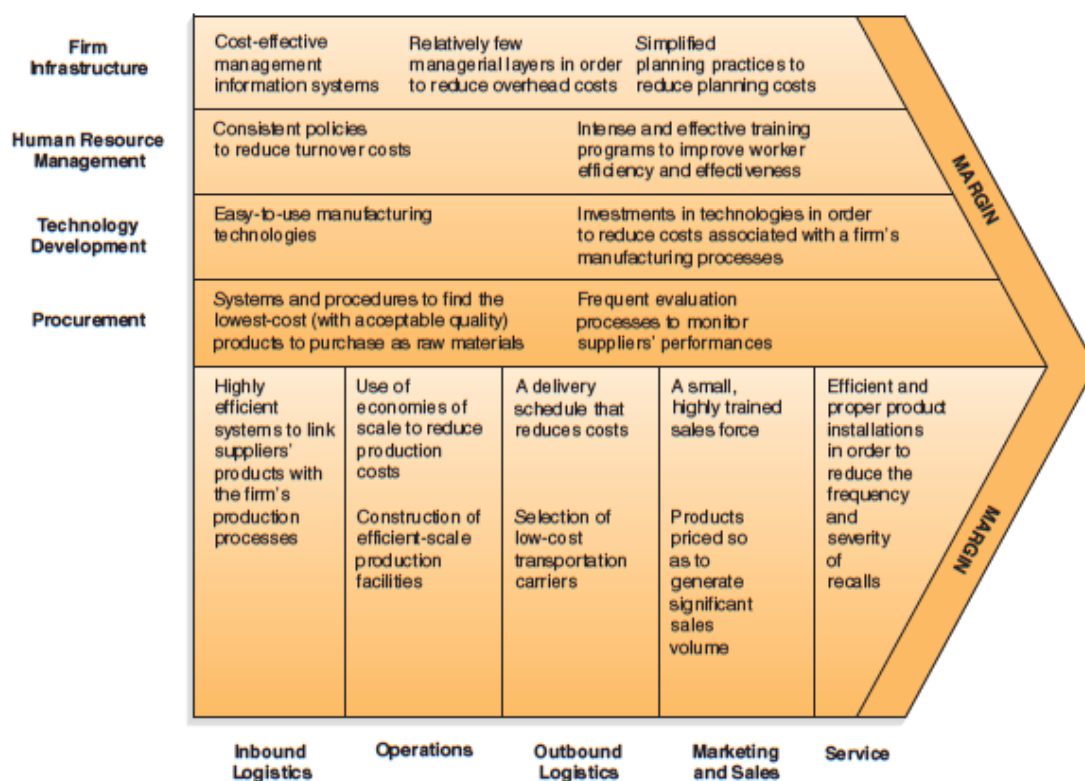 Firm
Infrastructure
Cost-effective
management
information systems
Relatively few
managerial layers in order
to reduce overhead costs
Simplified
planning practices to
reduce planning costs
Human Resource
Management
Consistent policies
to reduce turnover costs
Intense and effective training
programs to improve worker
efficiency and effectiveness
MARGIN
Technology
Development
Easy-to-use manufacturing
technologies
Investments in technologies in order
to reduce costs associated with a firm's
manufacturing processes
Procurement
Systems and procedures to find the
lowest-cost (with acceptable quality)
products to purchase as raw materials
Frequent evaluation
processes to monitor
suppliers' performances
Highly
efficient
systems to link
suppliers'
products with
the firm's
production
processes
Use of
economies of
scale to reduce
production
costs
Construction of
efficient-scale
production
facilities
A delivery
schedule that
reduces costs
Selection of
low-cost
transportation
carriers
A small,
highly trained
sales force
Products
priced so
as to
generate
significant
sales
volume
Efficient and
proper product
installations
in order to
reduce the
frequency
and
severity
of
recalls
MARGIN
Inbound
Logistics
Operations
Outbound
Logistics
Marketing
and Sales
Service